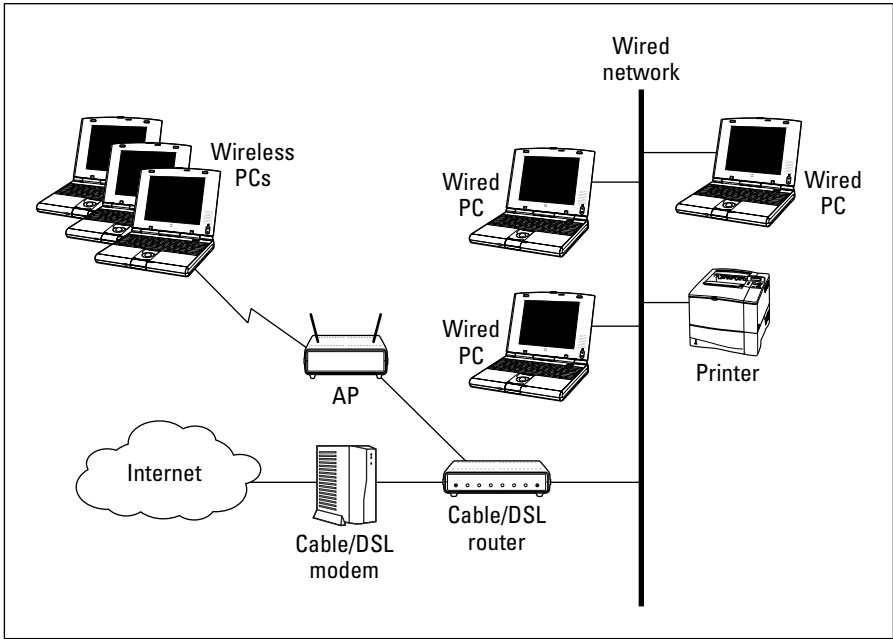 Wired
network
Wireless
PCs
Wired
PC
Wired
PC
Wired
PC
Printer
AP
Internet
Cable/DSL
modem
Cable/DSL
router